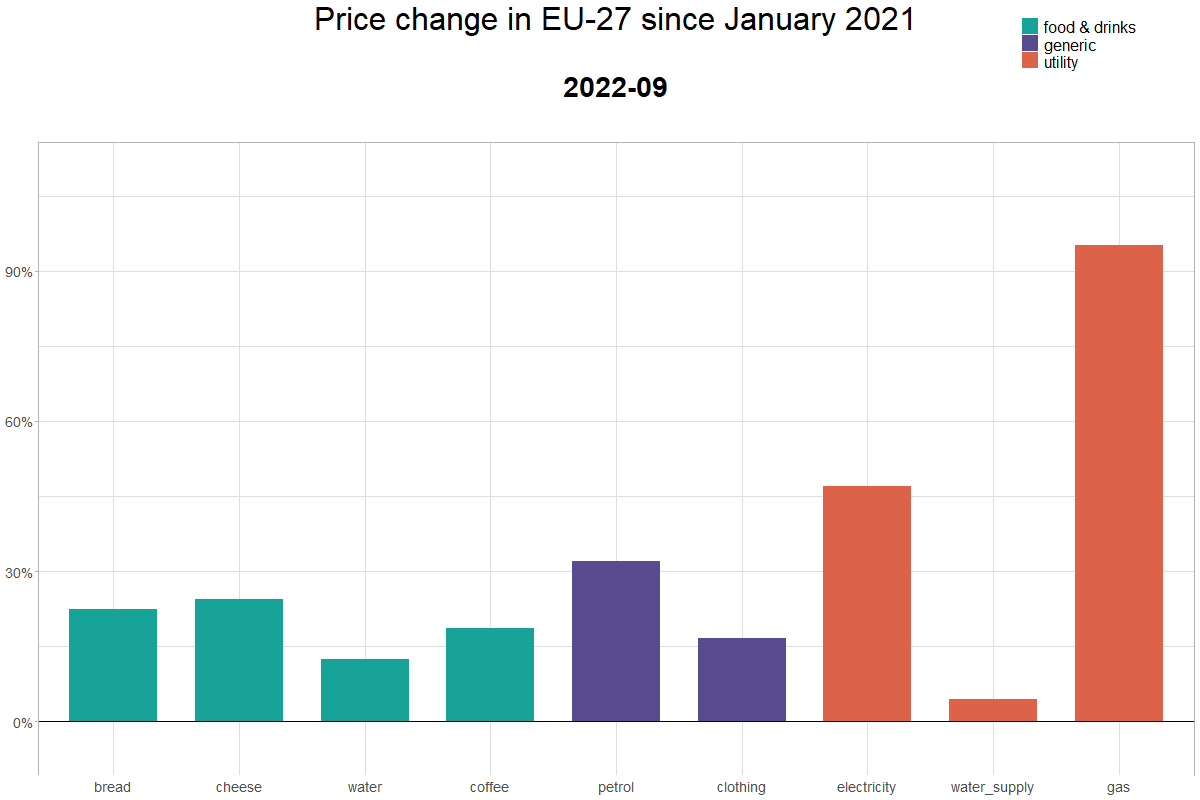 Price change in EU-27 since January 2021
food & drinks
generic
utility
2022-09
90%
60%
30%
0%
bread cheese water coffee petrol clothing electricity water_supply gas